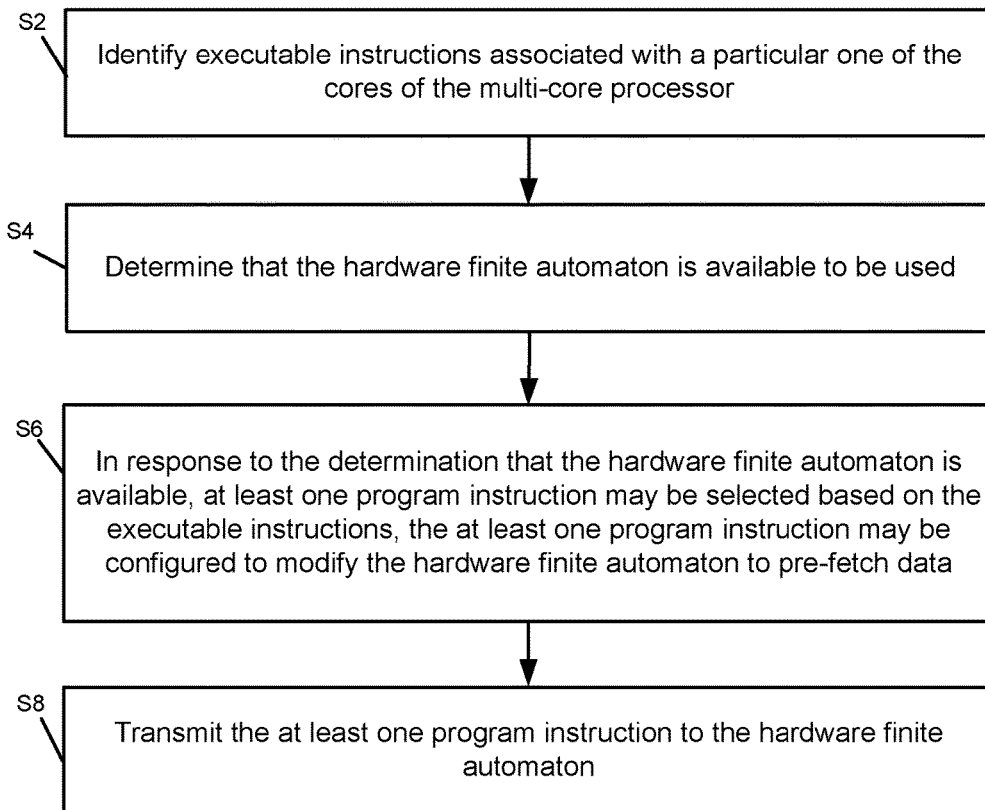 S2
Identify executable instructions associated with a particular one of the
cores of the multi-core processor
S4
Determine that the hardware finite automaton is available to be used
S6
In response to the determination that the hardware finite automaton is
available, at least one program instruction may be selected based on the
executable instructions, the at least one program instruction may be
configured to modify the hardware finite automaton to pre-fetch data
S8
Transmit the at least one program instruction to the hardware finite
automaton